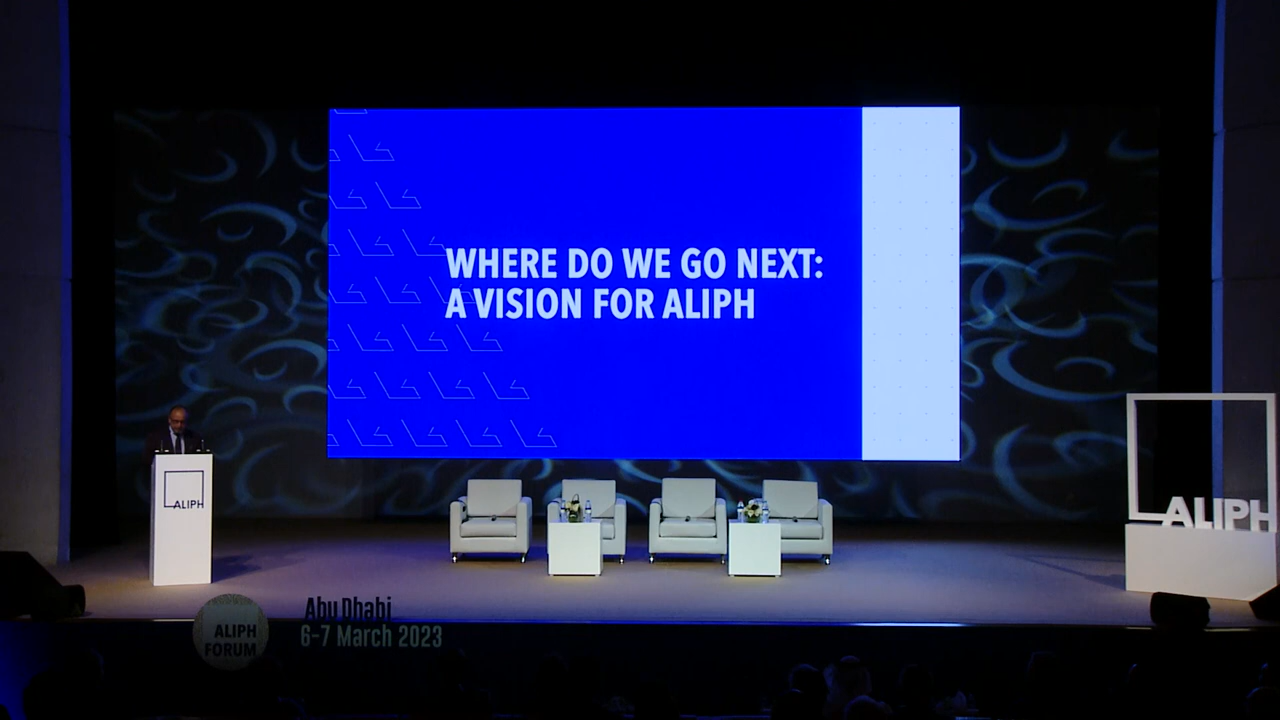 WHERE DO WE GO NEXT:
A VISION FOR ALIPH
ALIPH
ALIPH
ALIPH
FORUM
Abu Dhabi
6-7 March 2023